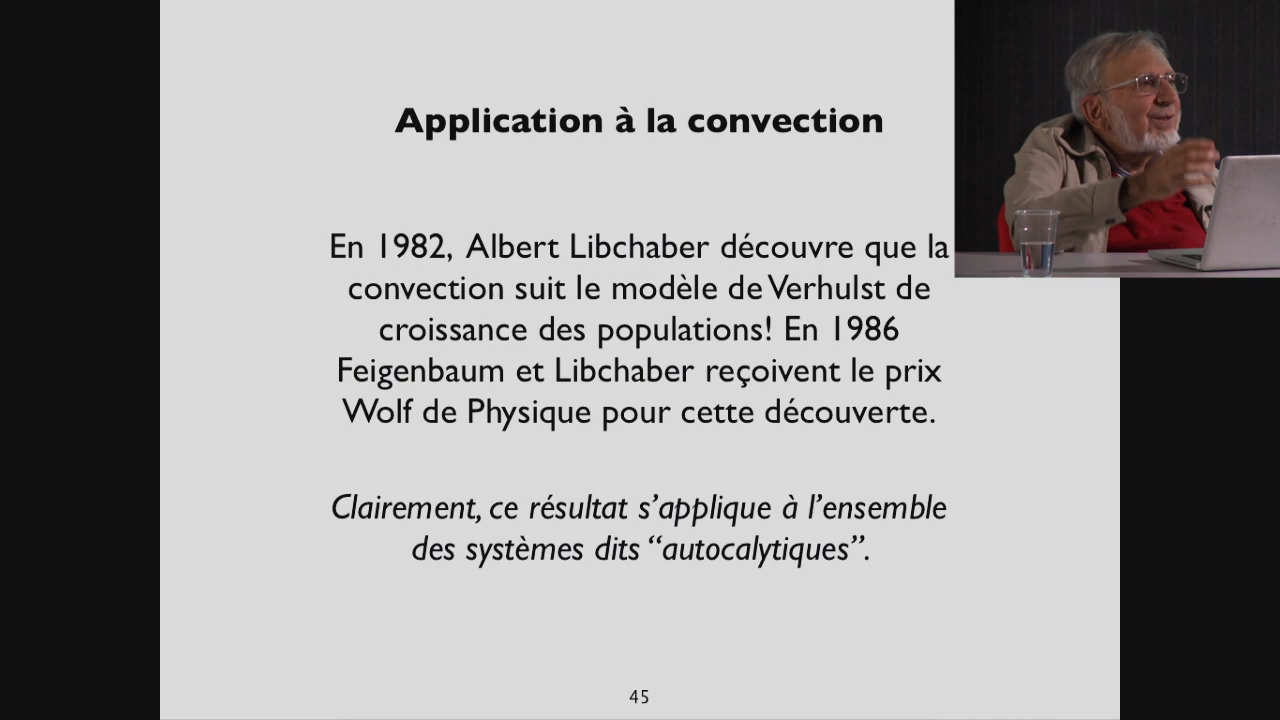 Application à la convection
En 1982, Albert Libchaber découvre que la
convection suit le modèle de Verhulst de
croissance des populations! En 1986
Feigenbaum et Libchaber reçoivent le prix
Wolf de Physique pour cette découverte.
Clairement, ce résultat s’applique à l’ensemble
des systèmes dits “autocalytiques”.
45